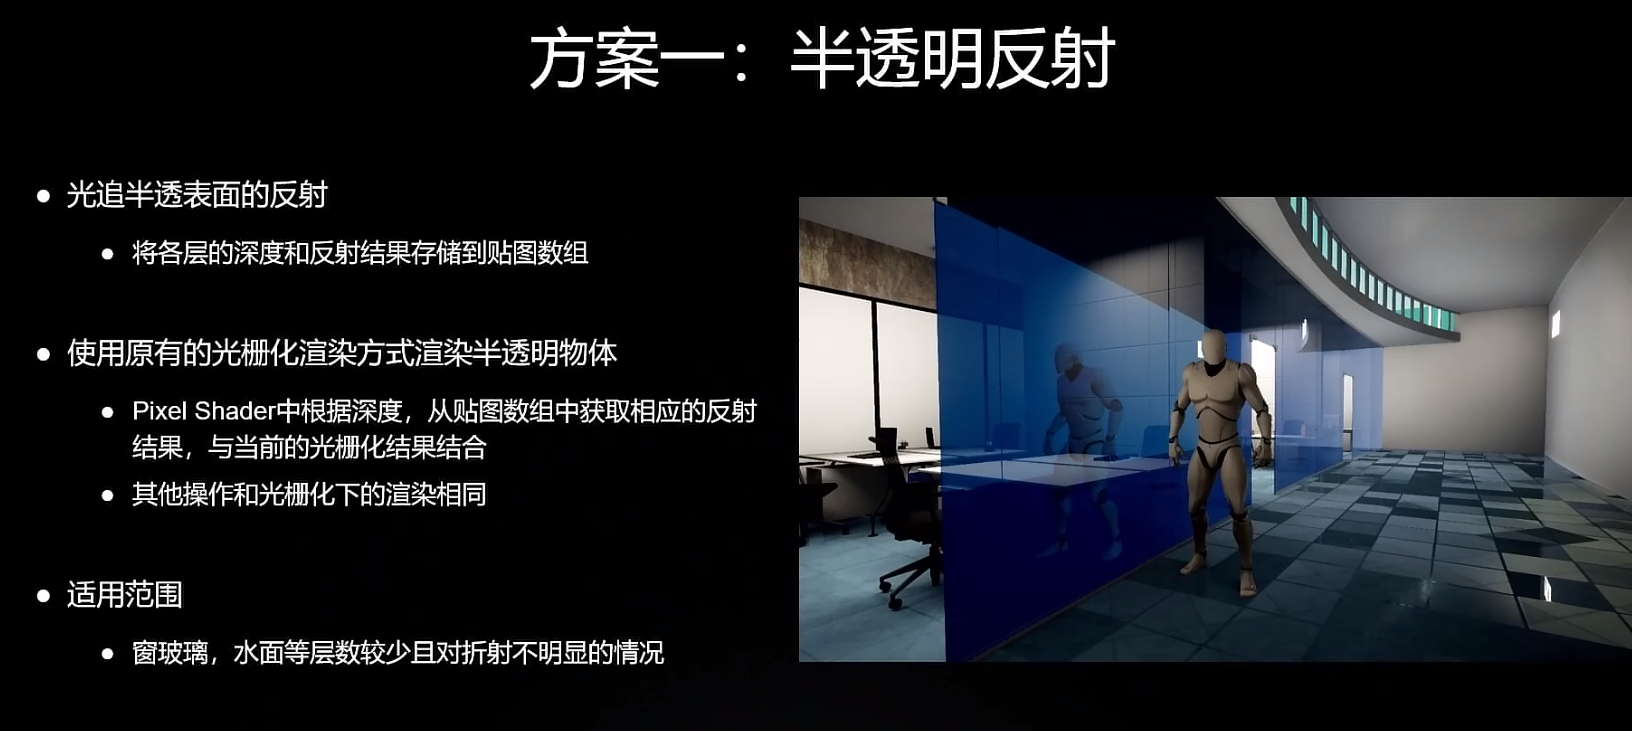 方案一：半透明反射
● 光追半透表面的反射
● 将各层的深度和反射结果存储到贴图数组
● 使用原有的光栅化渲染方式渲染半透明物体
● Pixel Shader中根据深度，从贴图数组中获取相应的反射
结果，与当前的光栅化结果结合
● 其他操作和光栅化下的渲染相同
● 适用范围
● 窗玻璃，水面等层数较少且对折射不明显的情况